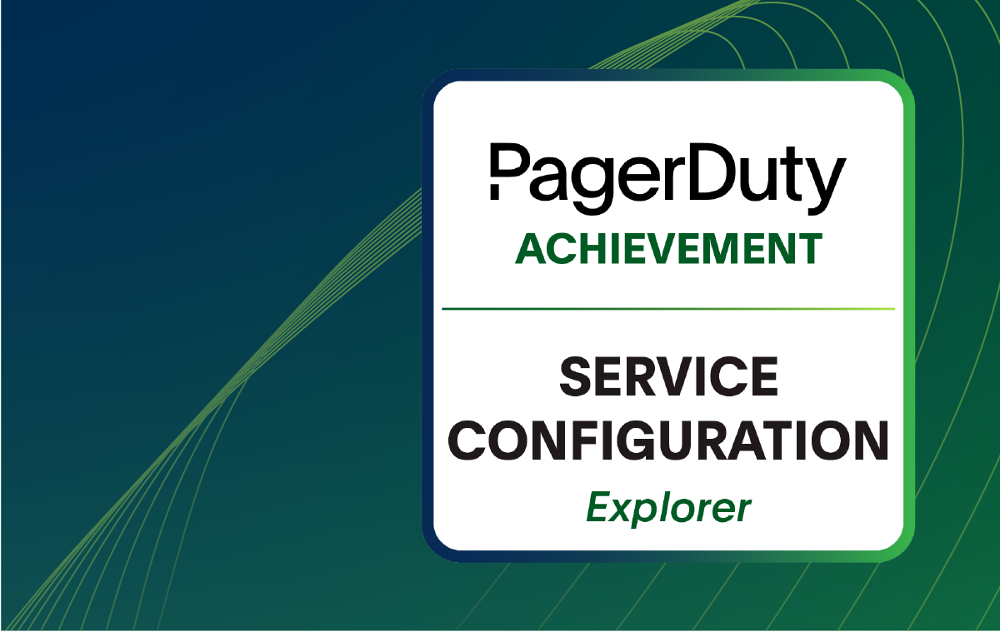 PagerDuty
ACHIEVEMENT
SERVICE
CONFIGURATION
Explorer